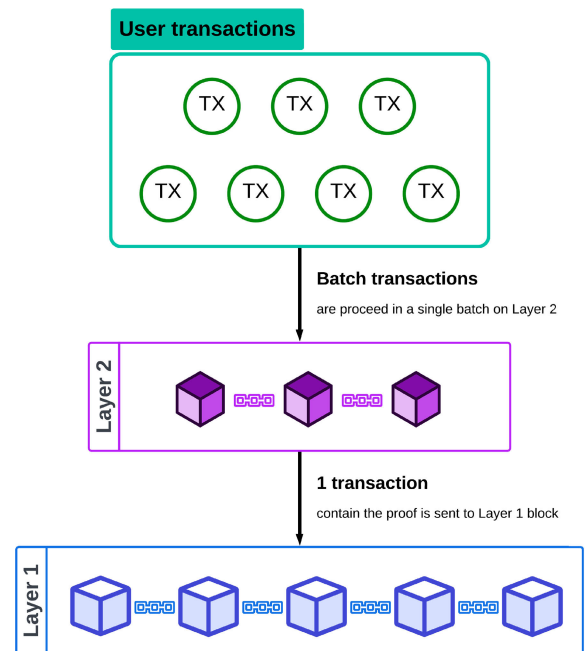 User transactions
TX TX TX
TX TX TX TX
Batch transactions
are proceed in a single batch on Layer 2
Layer 2
1 transaction
contain the proof is sent to Layer 1 block
Layer 1